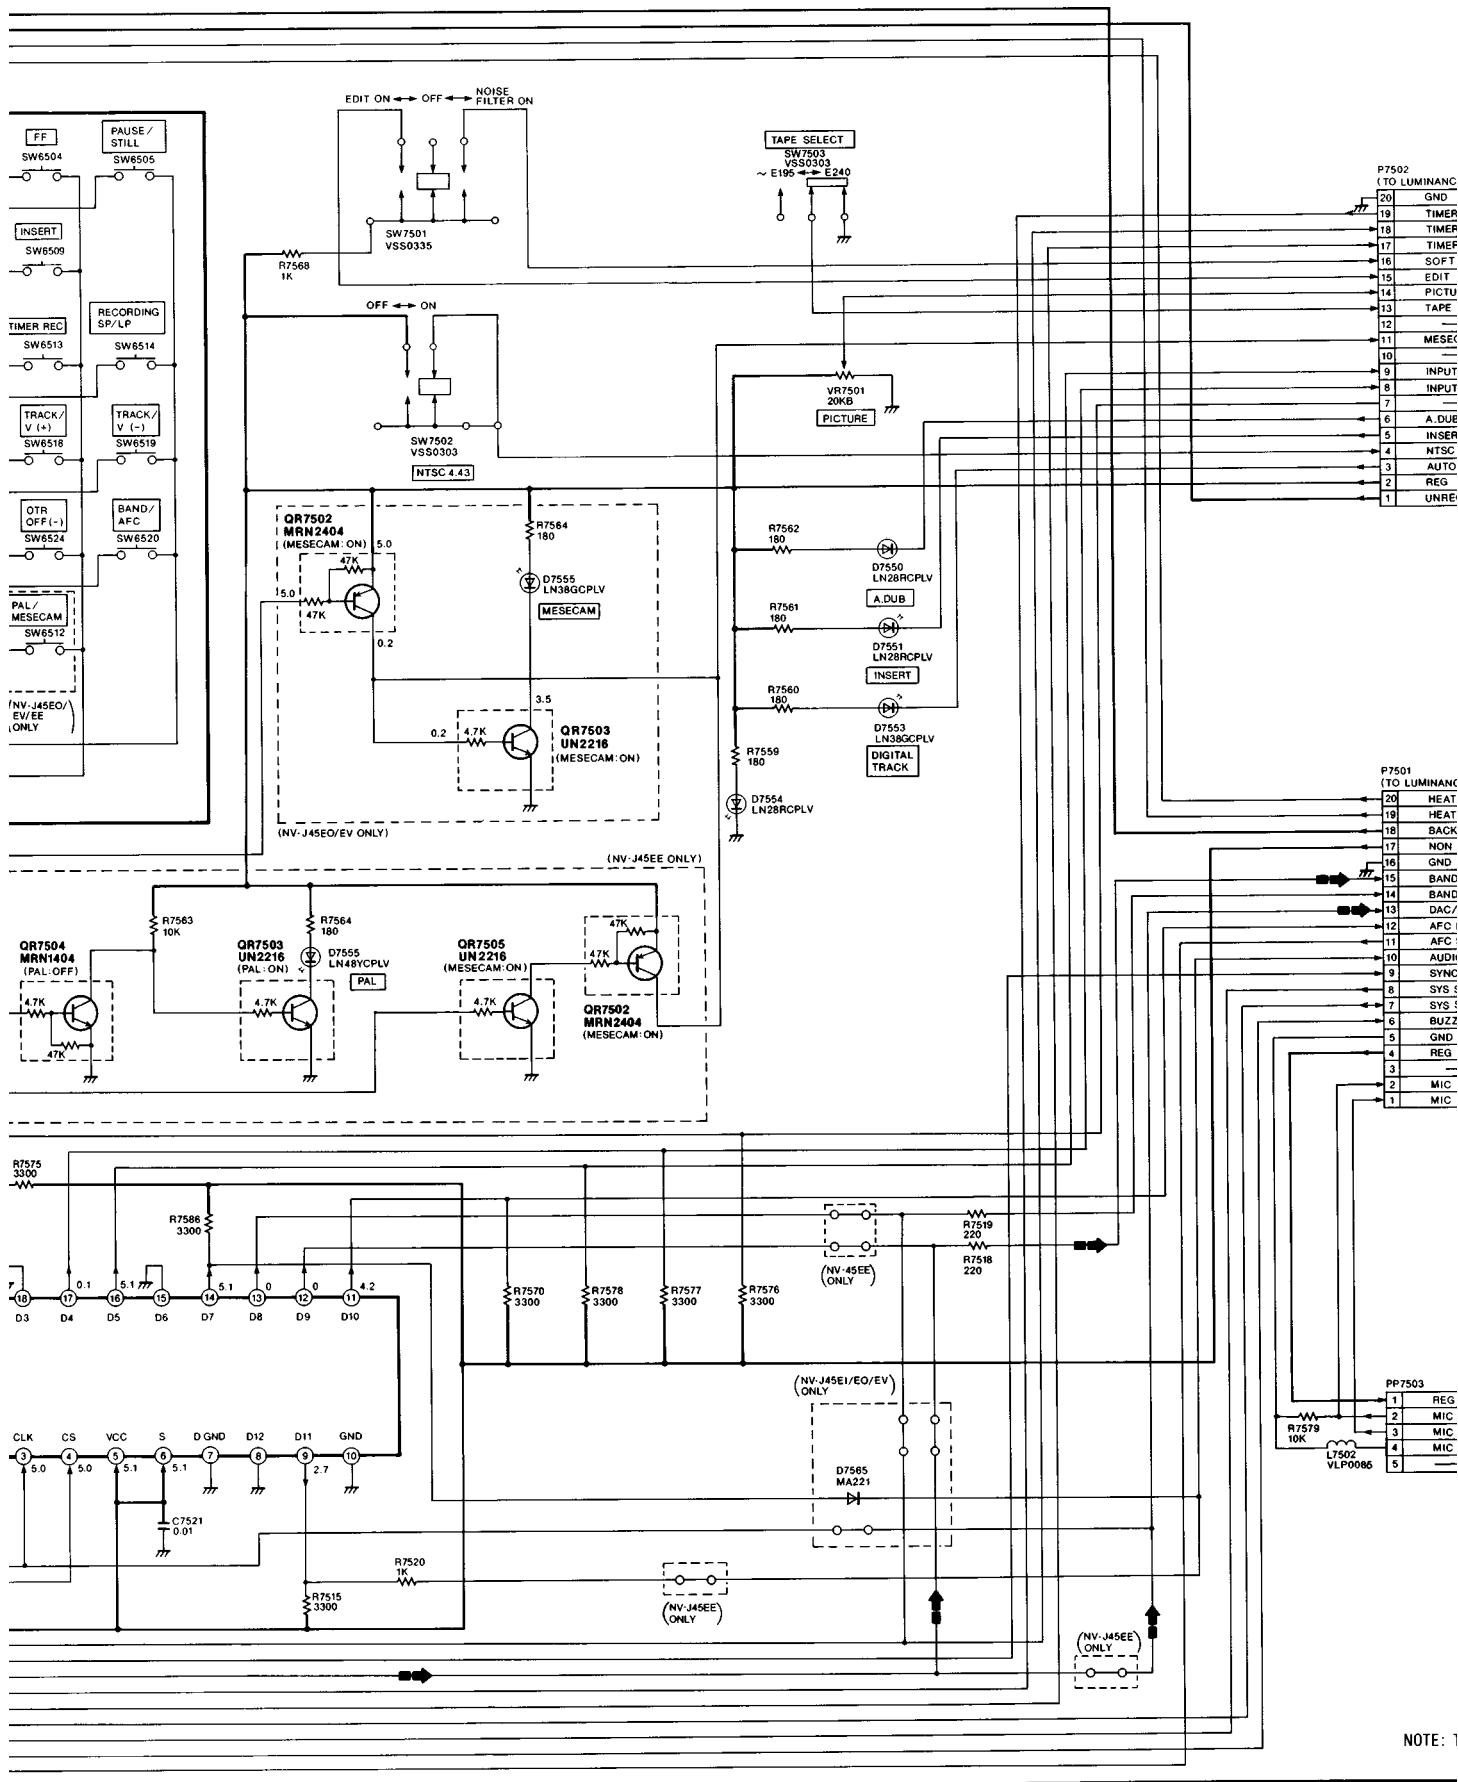 EDIT ON ↔ OFF ↔ NOISE
FILTER ON
SW7501
VSS0335
R7568
1K
OFF ↔ ON
SW7502
VSS0303
NTSC 4.43
TAPE SELECT
SW7503
VSS0303
~ E195 ↔ E240
VR7501
20KB
PICTURE
FF
SW6504
PAUSE/
STILL
SW6505
INSERT
SW6509
TIMER REC
SW6513
RECORDING
SP/LP
SW6514
TRACK/
V (+)
SW6518
TRACK/
V (-)
SW6519
OTR
OFF(-)
SW6524
BAND/
AFC
SW6520
PAL/
MESECAM
SW6512
(NV-J45EO/
EV/EE
ONLY)
QR7502
MRN2404
(MESECAM:ON)
5.0
47K
5.0
47K
0.2
R7564
180
D7555
LN38GCPLV
MESECAM
3.5
0.2
4.7K
QR7503
UN2216
(MESECAM:ON)
(NV-J45EO/EV ONLY)
R7562
180
D7550
LN28RCPLV
A.DUB
R7561
180
D7551
LN28RCPLV
INSERT
R7560
180
D7553
LN38GCPLV
DIGITAL
TRACK
R7559
180
D7554
LN28RCPLV
P7502
(TO LUMINANC
20 GND
19 TIMER
18 TIMER
17 TIMER
16 SOFT
15 EDIT
14 PICTU
13 TAPE
12 —
11 MESEC
10 —
9 INPUT
8 INPUT
7 —
6 A.DUB
5 INSER
4 NTSC
3 AUTO
2 REG
1 UNRE
P7501
(TO LUMINANC
20 HEAT
19 HEAT
18 BACK
17 NON
16 GND
15 BAND
14 BAND
13 DAC/
12 AFC
11 AFC
10 AUDI
9 SYNC
8 SYS S
7 SYS S
6 BUZZ
5 GND
4 REG
3 —
2 MIC
1 MIC
(NV-J45EE ONLY)
R7563
10K
QR7504
MRN1404
(PAL:OFF)
4.7K
47K
R7564
180
QR7503
UN2216
(PAL:ON)
D7555
LN48YCPLV
PAL
4.7K
QR7505
UN2216
(MESECAM:ON)
4.7K
47K
47K
QR7502
MRN2404
(MESECAM:ON)
R7575
3300
R7586
3300
18 17 16 15 14 13 12 11
0.1 5.1 5.1 0 0 4.2
D3 D4 D5 D6 D7 D8 D9 D10
R7570
3300
R7578
3300
R7577
3300
R7576
3300
(NV-45EE
ONLY)
R7519
220
R7518
220
(NV-J45EI/EO/EV
ONLY)
D7565
MA221
CLK CS VCC S D GND D12 D11 GND
3 4 5 6 7 8 9 10
5.0 5.0 5.1 5.1 2.7
C7521
0.01
R7520
1K
R7515
3300
(NV-J45EE
ONLY)
(NV-J45EE
ONLY)
PP7503
1 REG
2 MIC
3 MIC
4 MIC
5 —
R7579
10K
L7502
VLP0085
NOTE: T